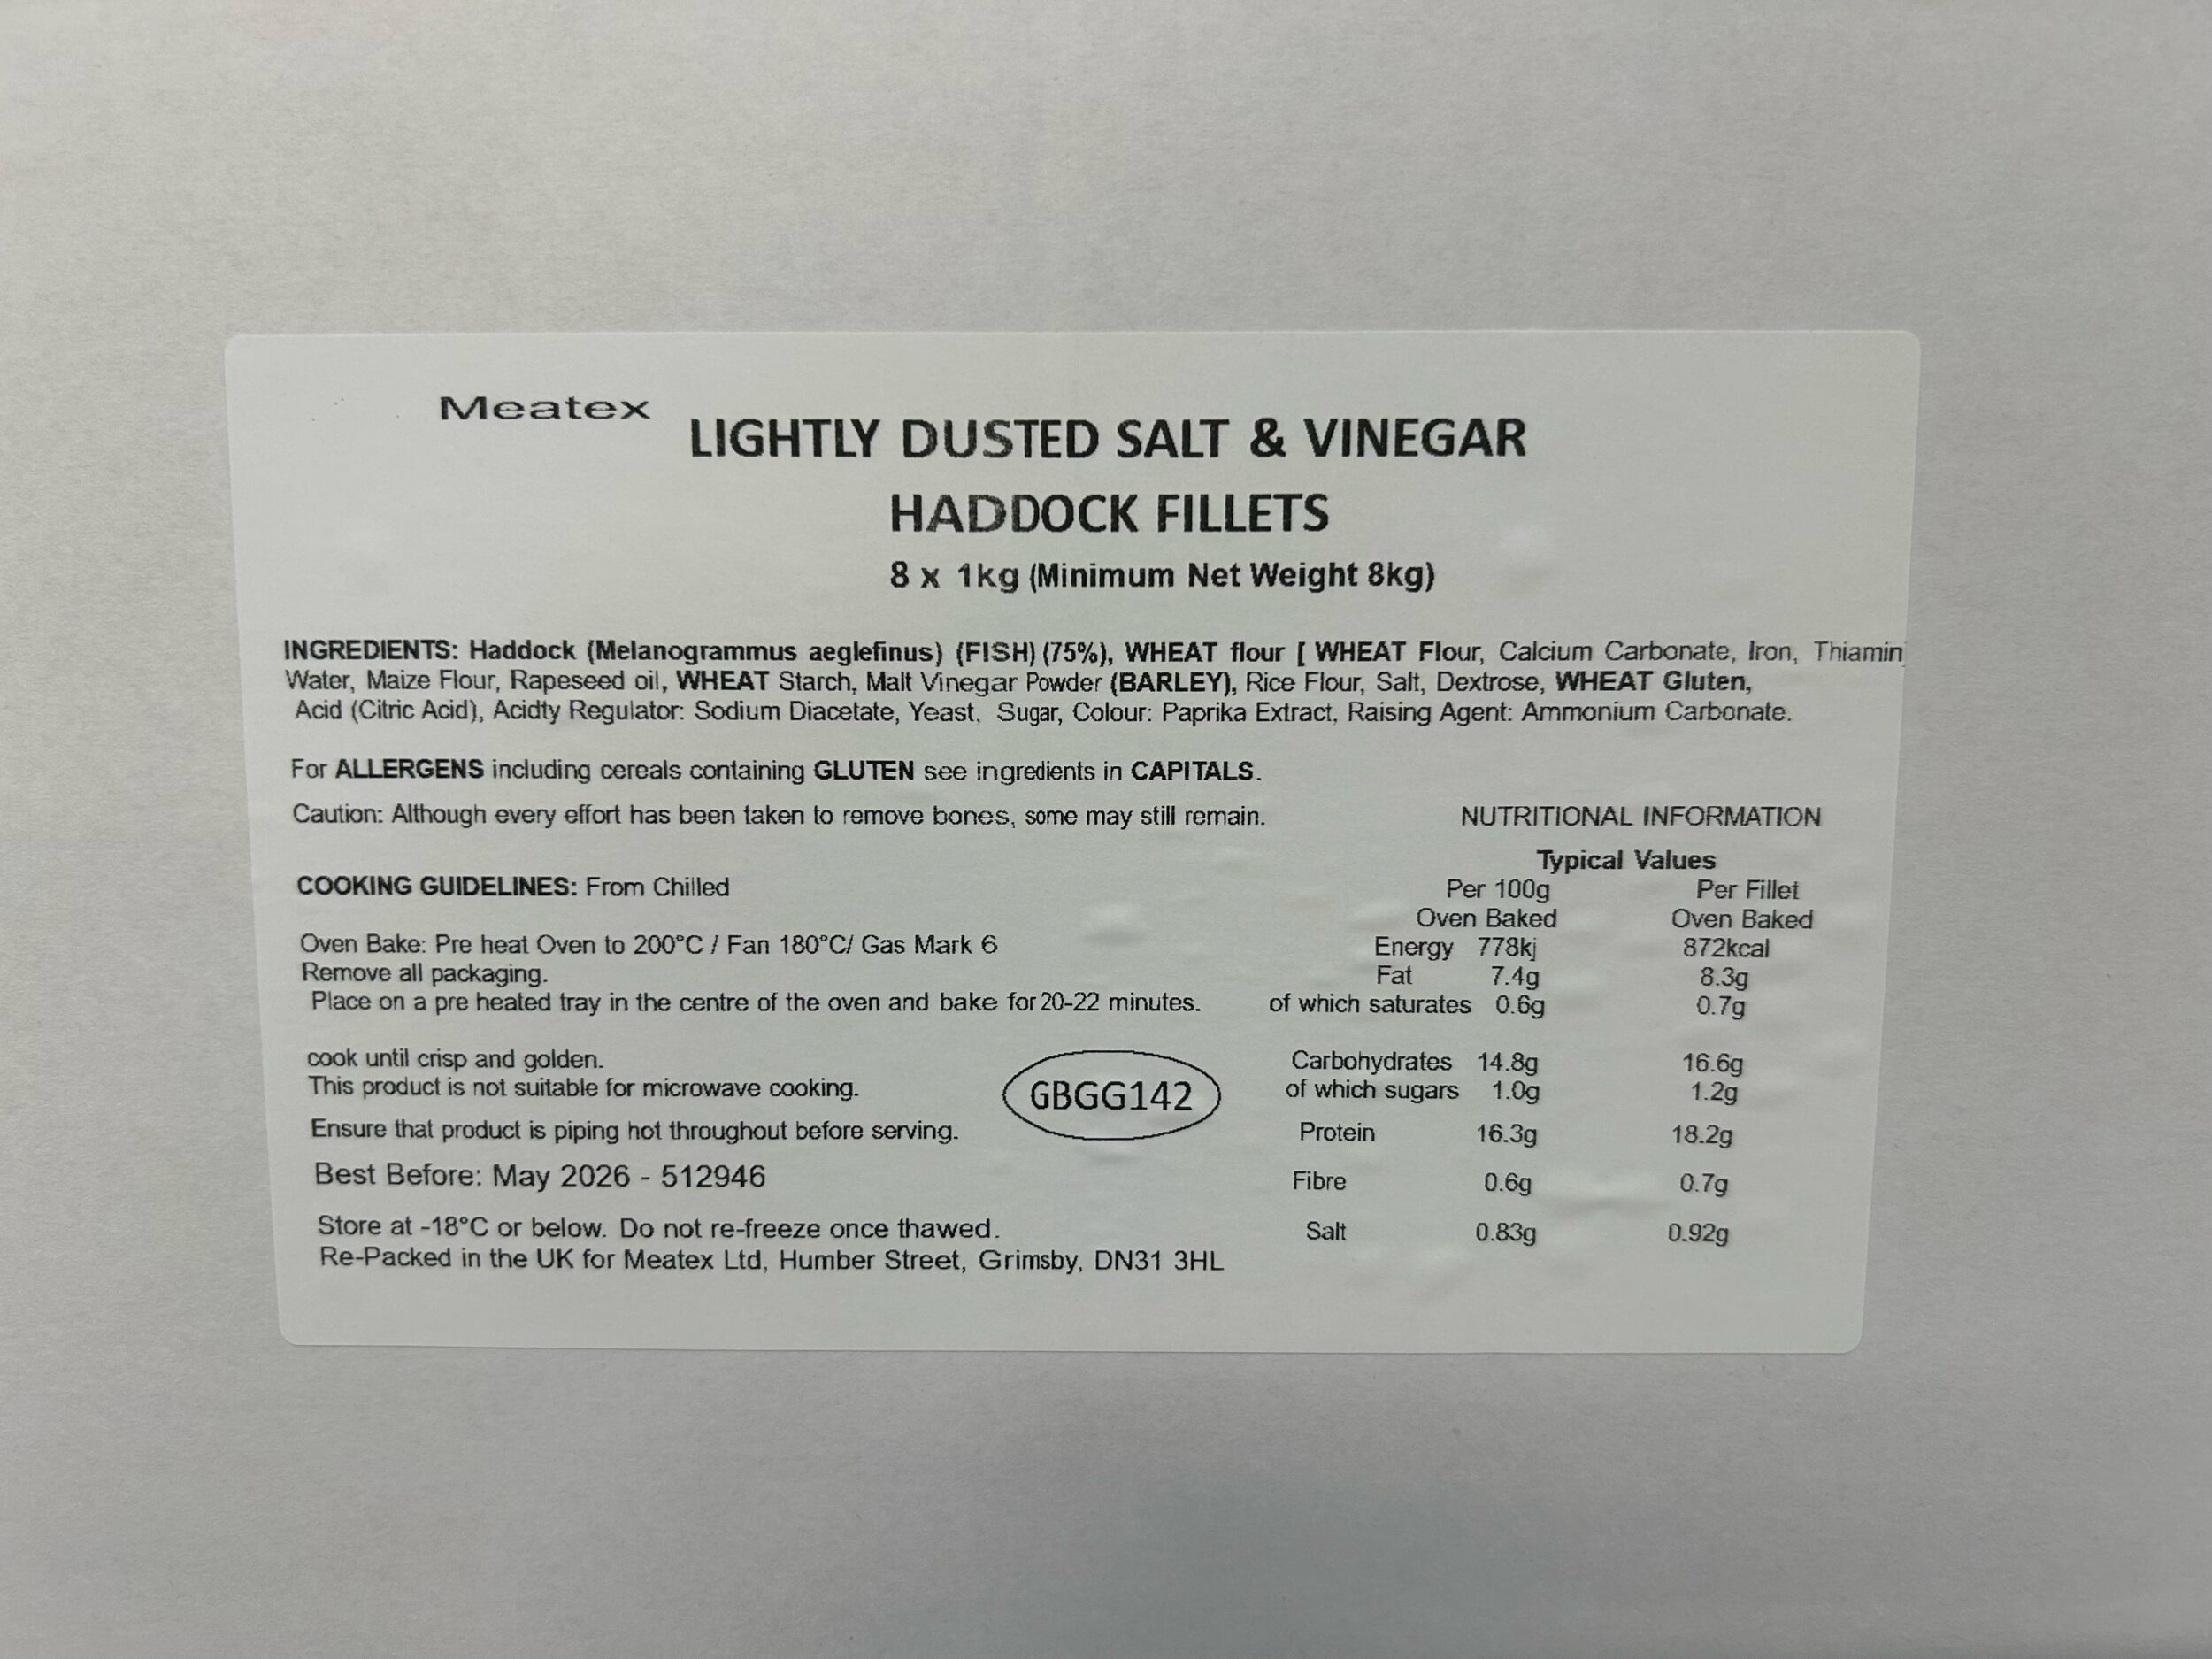 Meatex
LIGHTLY DUSTED SALT & VINEGAR
HADDOCK FILLETS
8 x 1kg (Minimum Net Weight 8kg)
INGREDIENTS: Haddock (Melanogrammus aeglefinus) (FISH) (75%), WHEAT flour [ WHEAT Flour, Calcium Carbonate, Iron, Thiamin
Water, Maize Flour, Rapeseed oil, WHEAT Starch, Malt Vinegar Powder (BARLEY), Rice Flour, Salt, Dextrose, WHEAT Gluten,
Acid (Citric Acid), Acidty Regulator: Sodium Diacetate, Yeast, Sugar, Colour: Paprika Extract, Raising Agent: Ammonium Carbonate.
For ALLERGENS including cereals containing GLUTEN see ingredients in CAPITALS.
Caution: Although every effort has been taken to remove bones, some may still remain.
COOKING GUIDELINES: From Chilled
Oven Bake: Pre heat Oven to 200°C / Fan 180°C/ Gas Mark 6
Remove all packaging.
Place on a pre heated tray in the centre of the oven and bake for 20-22 minutes.
cook until crisp and golden.
This product is not suitable for microwave cooking.
Ensure that product is piping hot throughout before serving.
Best Before: May 2026 - 512946
Store at -18°C or below. Do not re-freeze once thawed.
Re-Packed in the UK for Meatex Ltd, Humber Street, Grimsby, DN31 3HL
GBGG142
NUTRITIONAL INFORMATION
Typical Values
Per 100g Per Fillet
Oven Baked Oven Baked
Energy 778kj 872kcal
Fat 7.4g 8.3g
of which saturates 0.6g 0.7g
Carbohydrates 14.8g 16.6g
of which sugars 1.0g 1.2g
Protein 16.3g 18.2g
Fibre 0.6g 0.7g
Salt 0.83g 0.92g